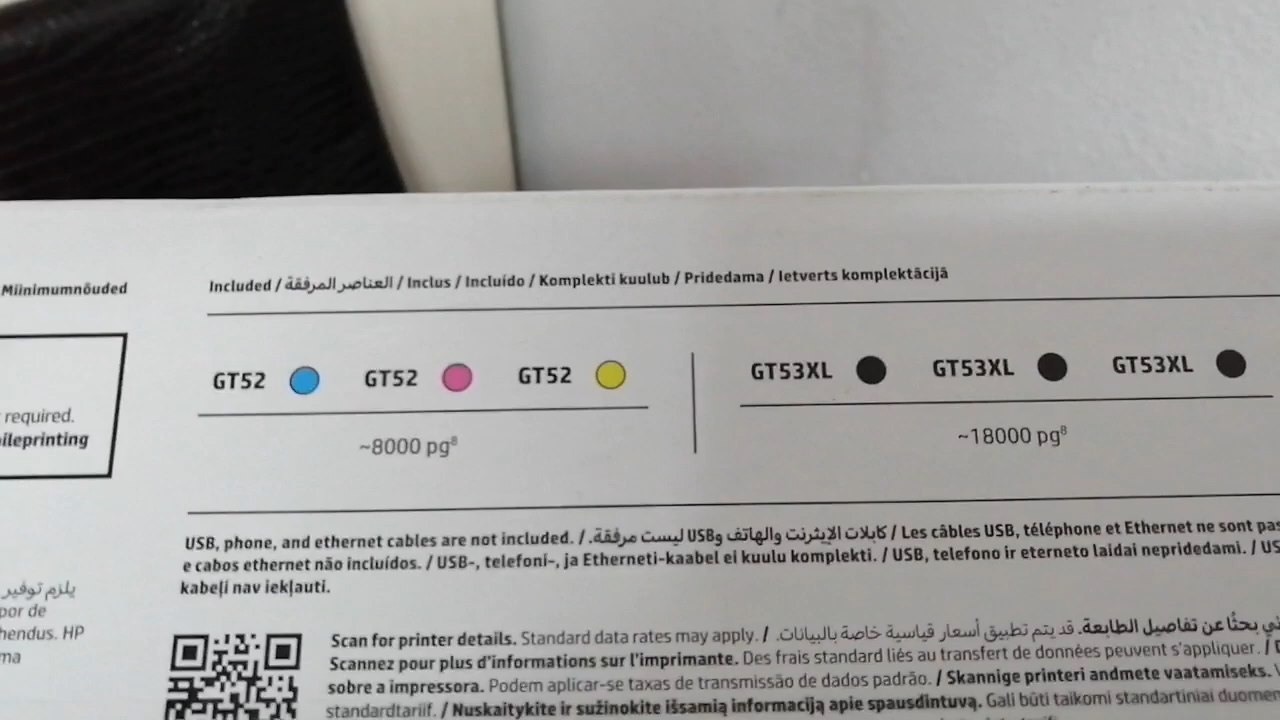 Miinimumnõuded
Included / العناصر المرفقة / Inclus / Incluído / Komplekti kuulub / Pridedama / Ietverts komplektācijā
required.
ileprinting
GT52 GT52 GT52 GT53XL GT53XL GT53XL
~8000 pg⁸ ~18000 pg⁸
USB, phone, and ethernet cables are not included. / كابلات الإيثرنت والهاتف وUSB ليست مرفقة. / Les câbles USB, téléphone et Ethernet ne sont pas
e cabos ethernet não incluídos. / USB-, telefoni-, ja Etherneti-kaabel ei kuulu komplekti. / USB, telefono ir eterneto laidai nepridedami. / US
kabeļi nav iekļauti.
يلزم توفير
por de
hendus. HP
ma
Scan for printer details. Standard data rates may apply. / بحثًا عن تفاصيل الطابعة. قد يتم تطبيق أسعار قياسية خاصة بالبيانات. /
Scannez pour plus d'informations sur l'imprimante. Des frais standard liés au transfert de données peuvent s'appliquer. /
sobre a impressora. Podem aplicar-se taxas de transmissão de dados padrão. / Skannige printeri andmete vaatamiseks.
standardtariif. / Nuskaitykite ir sužinokite išsamią informaciją apie spausdintuvą. Gali būti taikomi standartiniai duomen